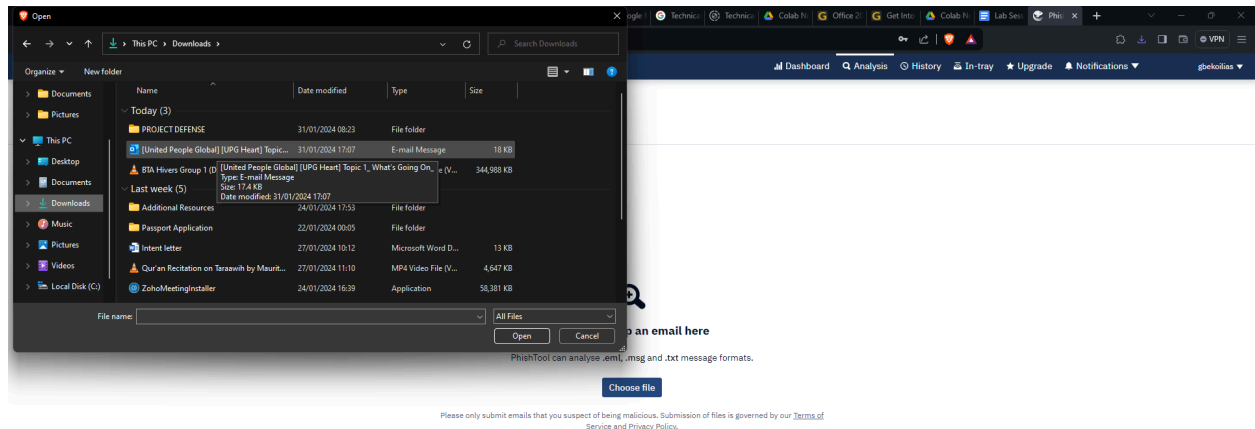 Open
ogle
Technica
Technica
Colab N
Office 2
Get Into
Colab N
Lab Sess
Phis
This PC > Downloads >
Search Downloads
VPN
Organize
New folder
Dashboard
Analysis
History
In-tray
Upgrade
Notifications
gbekoilias
Documents
Pictures
This PC
Desktop
Documents
Downloads
Music
Pictures
Videos
Local Disk (C:)
Name Date modified Type Size
Today (3)
PROJECT DEFENSE 31/01/2024 08:23 File folder
[United People Global] [UPG Heart] Topic... 31/01/2024 17:07 E-mail Message 18 KB
BTA Hivers Group 1 (D e (V... 344,988 KB
[United People Global] [UPG Heart] Topic 1_ What's Going On_
Type: E-mail Message
Size: 17.4 KB
Date modified: 31/01/2024 17:07
Last week (5)
Additional Resources 24/01/2024 17:53 File folder
Passport Application 22/01/2024 00:05 File folder
Intent letter 27/01/2024 10:12 Microsoft Word D... 13 KB
Qur'an Recitation on Taraawih by Maurit... 27/01/2024 11:10 MP4 Video File (V... 4,647 KB
ZohoMeetingInstaller 24/01/2024 16:39 Application 58,381 KB
File name:
All Files
Open
Cancel
an email here
PhishTool can analyse .eml, .msg and .txt message formats.
Choose file
Please only submit emails that you suspect of being malicious. Submission of files is governed by our Terms of
Service and Privacy Policy.